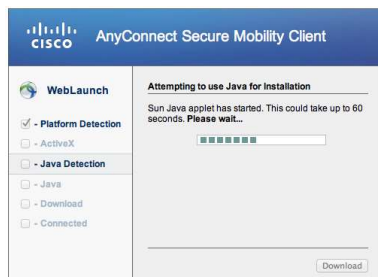 CISCO
AnyConnect Secure Mobility Client
WebLaunch
- Platform Detection
- ActiveX
- Java Detection
- Java
- Download
- Connected
Attempting to use Java for Installation
Sun Java applet has started. This could take up to 60
seconds. Please wait...
Download